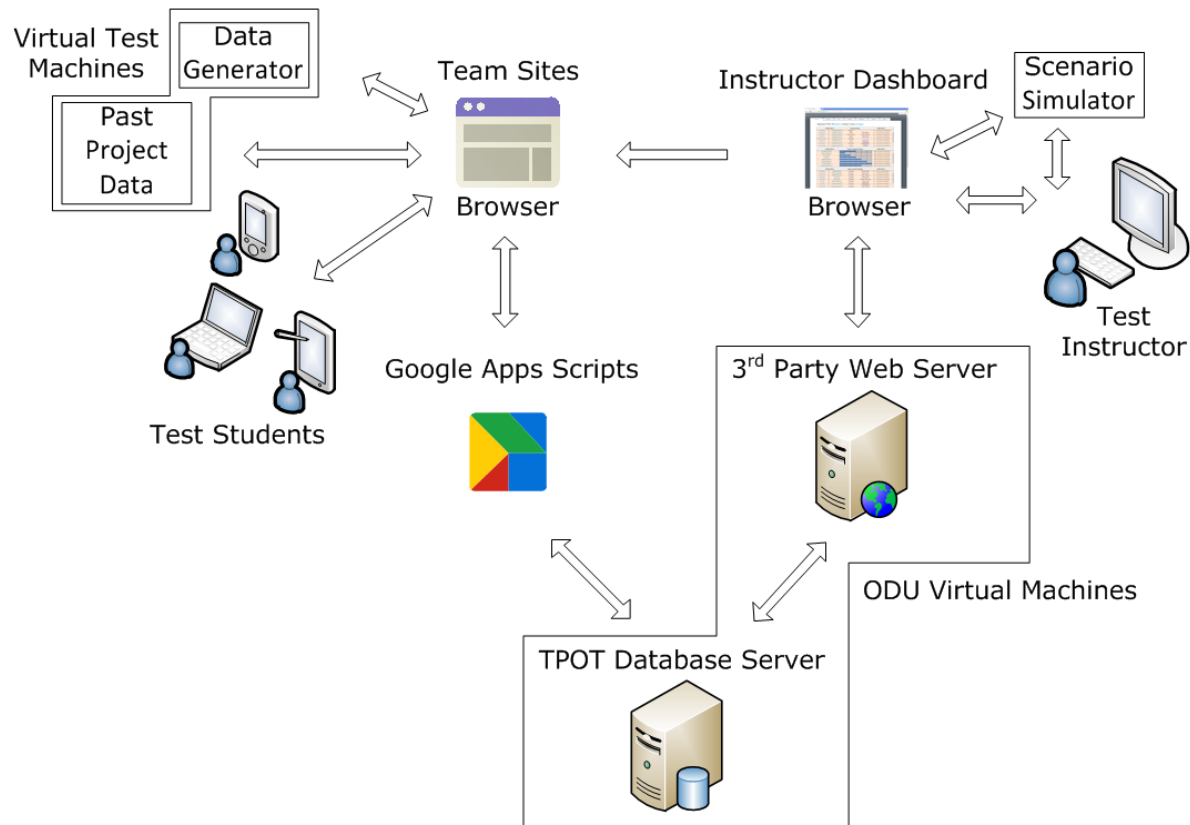 Virtual Test
Machines
Data
Generator
Past
Project
Data
Team Sites
Browser
Instructor Dashboard
Browser
Scenario
Simulator
Test
Instructor
Test Students
Google Apps Scripts
3rd Party Web Server
ODU Virtual Machines
TPOT Database Server